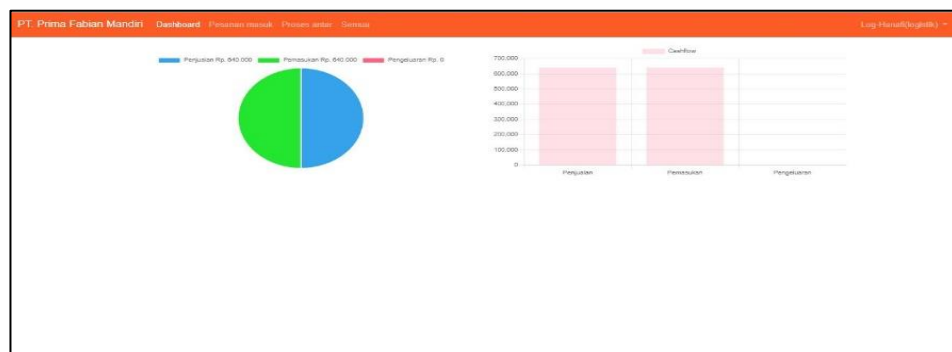 PT. Prima Fabian Mandiri Dashboard Pesanan masuk Proses antar Sensor Log-Hanafi(logistik)
Penjualan Rp. 640.000 Pemasukan Rp. 640.000 Pengeluaran Rp. 0
Cashflow
700,000
600,000
500,000
400,000
300,000
200,000
100,000
0
Penjualan Pemasukan Pengeluaran